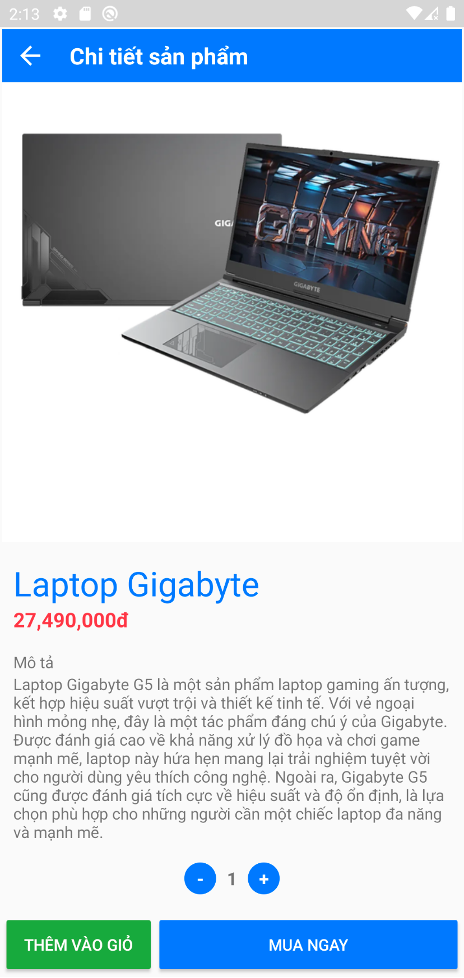 2:13
Chi tiết sản phẩm
GAMING
GIGABYTE
Laptop Gigabyte
27,490,000đ
Mô tả
Laptop Gigabyte G5 là một sản phẩm laptop gaming ấn tượng,
kết hợp hiệu suất vượt trội và thiết kế tinh tế. Với vẻ ngoại
hình mỏng nhẹ, đây là một tác phẩm đáng chú ý của Gigabyte.
Được đánh giá cao về khả năng xử lý đồ họa và chơi game
mạnh mẽ, laptop này hứa hẹn mang lại trải nghiệm tuyệt vời
cho người dùng yêu thích công nghệ. Ngoài ra, Gigabyte G5
cũng được đánh giá tích cực về hiệu suất và độ ổn định, là lựa
chọn phù hợp cho những người cần một chiếc laptop đa năng
và mạnh mẽ.
- 1 +
THÊM VÀO GIỎ
MUA NGAY